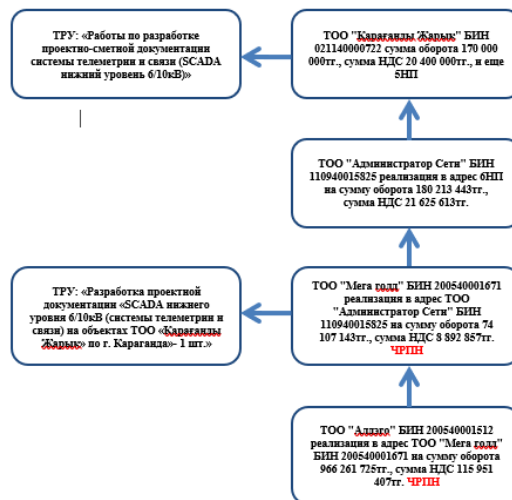 ТРУ: «Работы по разработке
проектно-сметной документации
системы телеметрии и связи (SCADA
нижний уровень 6/10кВ)»
ТОО "Карағанды Жарық" БИН
021140000722 сумма оборота 170 000
000тг., сумма НДС 20 400 000тг., и еще
5НП
ТОО "Администратор Сети" БИН
110940015825 реализация в адрес 6НП
на сумму оборота 180 213 443тг.,
сумма НДС 21 625 613тг.
ТРУ: «Разработка проектной
документации «SCADA нижнего
уровня 6/10кВ (системы телеметрии и
связи) на объектах ТОО «Қарағанды
Жарық» по г. Караганда»- 1 шт.»
ТОО "Мега голд" БИН 200540001671
реализация в адрес ТОО
"Администратор Сети" БИН
110940015825 на сумму оборота 74
107 143тг., сумма НДС 8 892 857тг.
ЧРПН
ТОО "Алдэго" БИН 200540001512
реализация в адрес ТОО "Мега голд"
БИН 200540001671 на сумму оборота
966 261 725тг., сумма НДС 115 951
407тг. ЧРПН